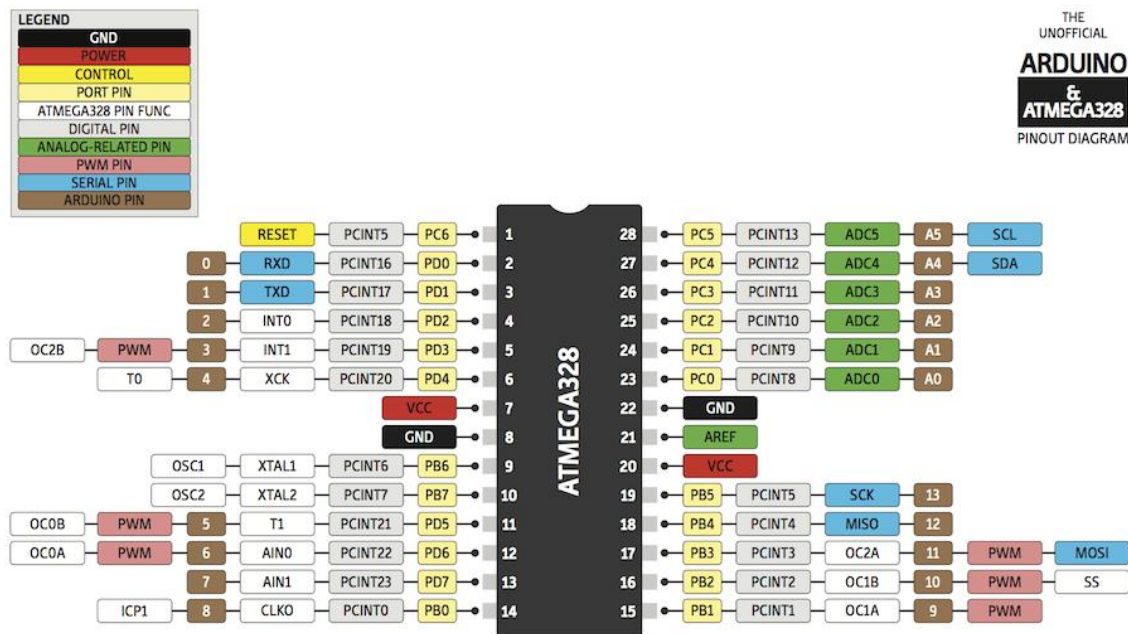 LEGEND
GND
POWER
CONTROL
PORT PIN
ATMEGA328 PIN FUNC
DIGITAL PIN
ANALOG-RELATED PIN
PWM PIN
SERIAL PIN
ARDUINO PIN
THE
UNOFFICIAL
ARDUINO
&
ATMEGA328
PINOUT DIAGRAM
RESET PCINT5 PC6 1 28 PC5 PCINT13 ADC5 A5 SCL
0 RXD PCINT16 PD0 2 27 PC4 PCINT12 ADC4 A4 SDA
1 TXD PCINT17 PD1 3 26 PC3 PCINT11 ADC3 A3
2 INT0 PCINT18 PD2 4 25 PC2 PCINT10 ADC2 A2
OC2B PWM 3 INT1 PCINT19 PD3 5 24 PC1 PCINT9 ADC1 A1
T0 4 XCK PCINT20 PD4 6 23 PC0 PCINT8 ADC0 A0
VCC 7 22 GND
GND 8 21 AREF
OSC1 XTAL1 PCINT6 PB6 9 20 VCC
OSC2 XTAL2 PCINT7 PB7 10 19 PB5 PCINT5 SCK 13
OC0B PWM 5 T1 PCINT21 PD5 11 18 PB4 PCINT4 MISO 12
OC0A PWM 6 AIN0 PCINT22 PD6 12 17 PB3 PCINT3 OC2A 11 PWM MOSI
7 AIN1 PCINT23 PD7 13 16 PB2 PCINT2 OC1B 10 PWM SS
ICP1 8 CLKO PCINT0 PB0 14 15 PB1 PCINT1 OC1A 9 PWM
ATMEGA328